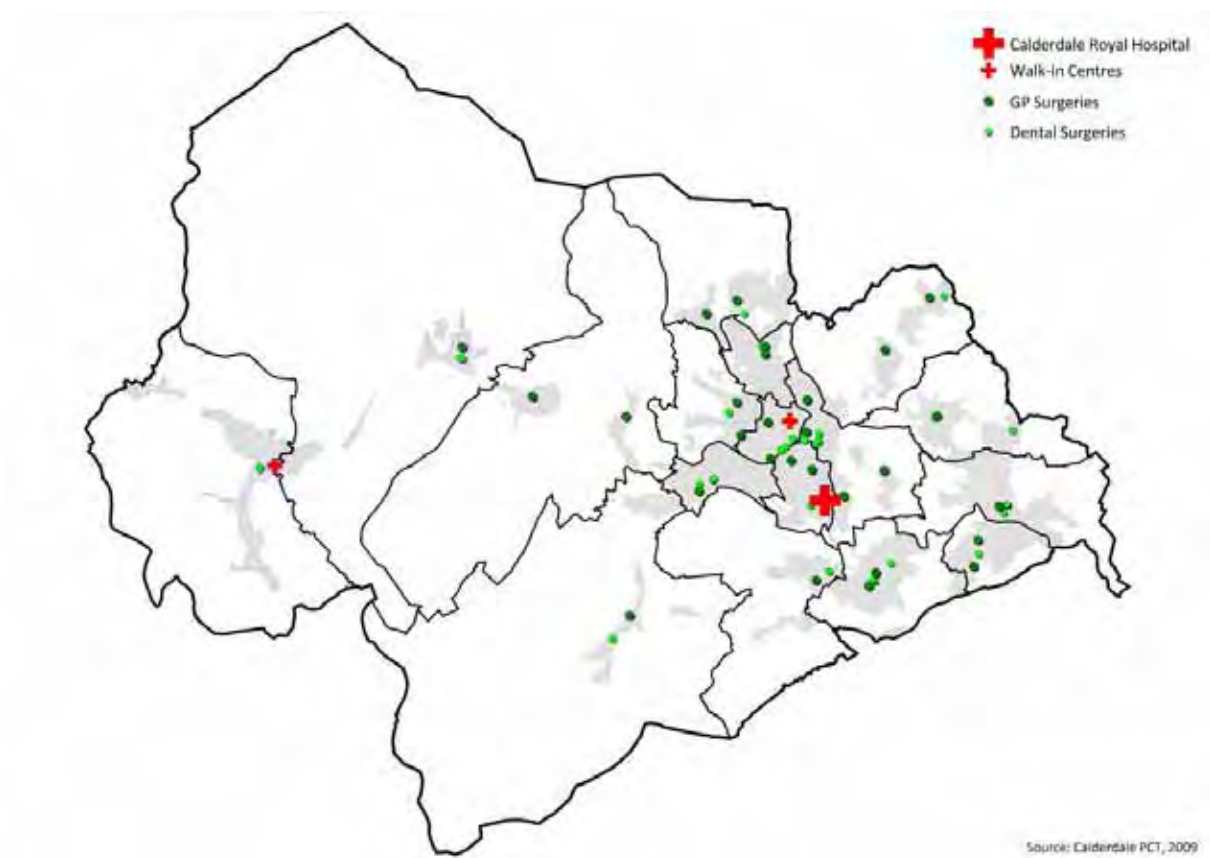 Calderdale Royal Hospital
Walk-in Centres
GP Surgeries
Dental Surgeries
Source: Calderdale PCT, 2009